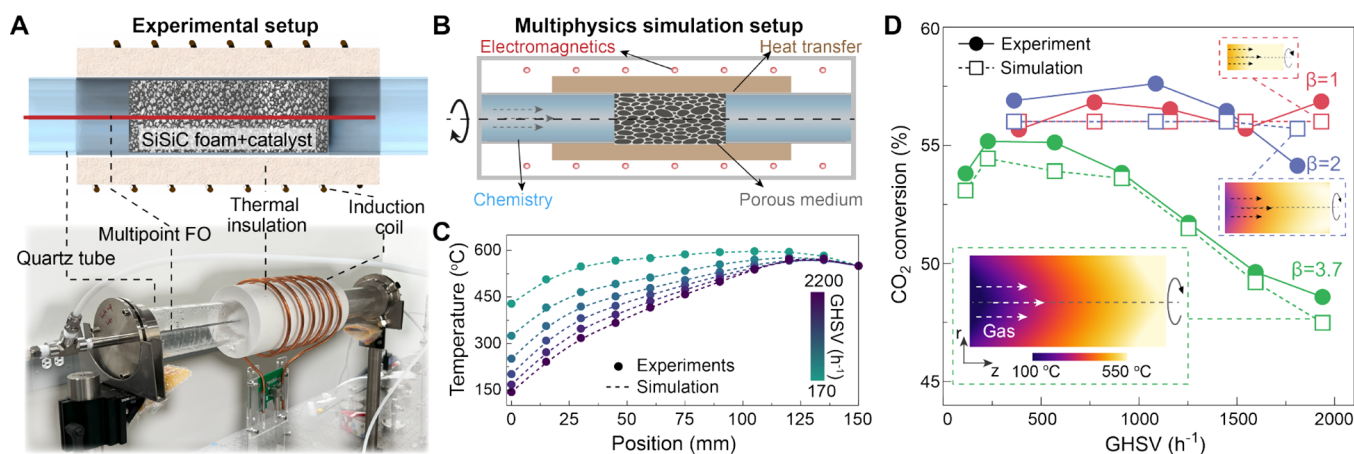 A
Experimental setup
SiSiC foam+catalyst
Thermal
insulation
Induction
coil
Multipoint FO
Quartz tube
B
Multiphysics simulation setup
Electromagnetics
Heat transfer
Chemistry
Porous medium
C
Temperature (°C)
600
450
300
150
2200
GHSV (h⁻¹)
170
Experiments
Simulation
0
25
50
75
100
125
150
Position (mm)
D
CO₂ conversion (%)
60
55
50
44
Experiment
Simulation
β=1
β=2
β=3.7
Gas
r
z
100 °C
550 °C
0
500
1000
1500
2000
GHSV (h⁻¹)